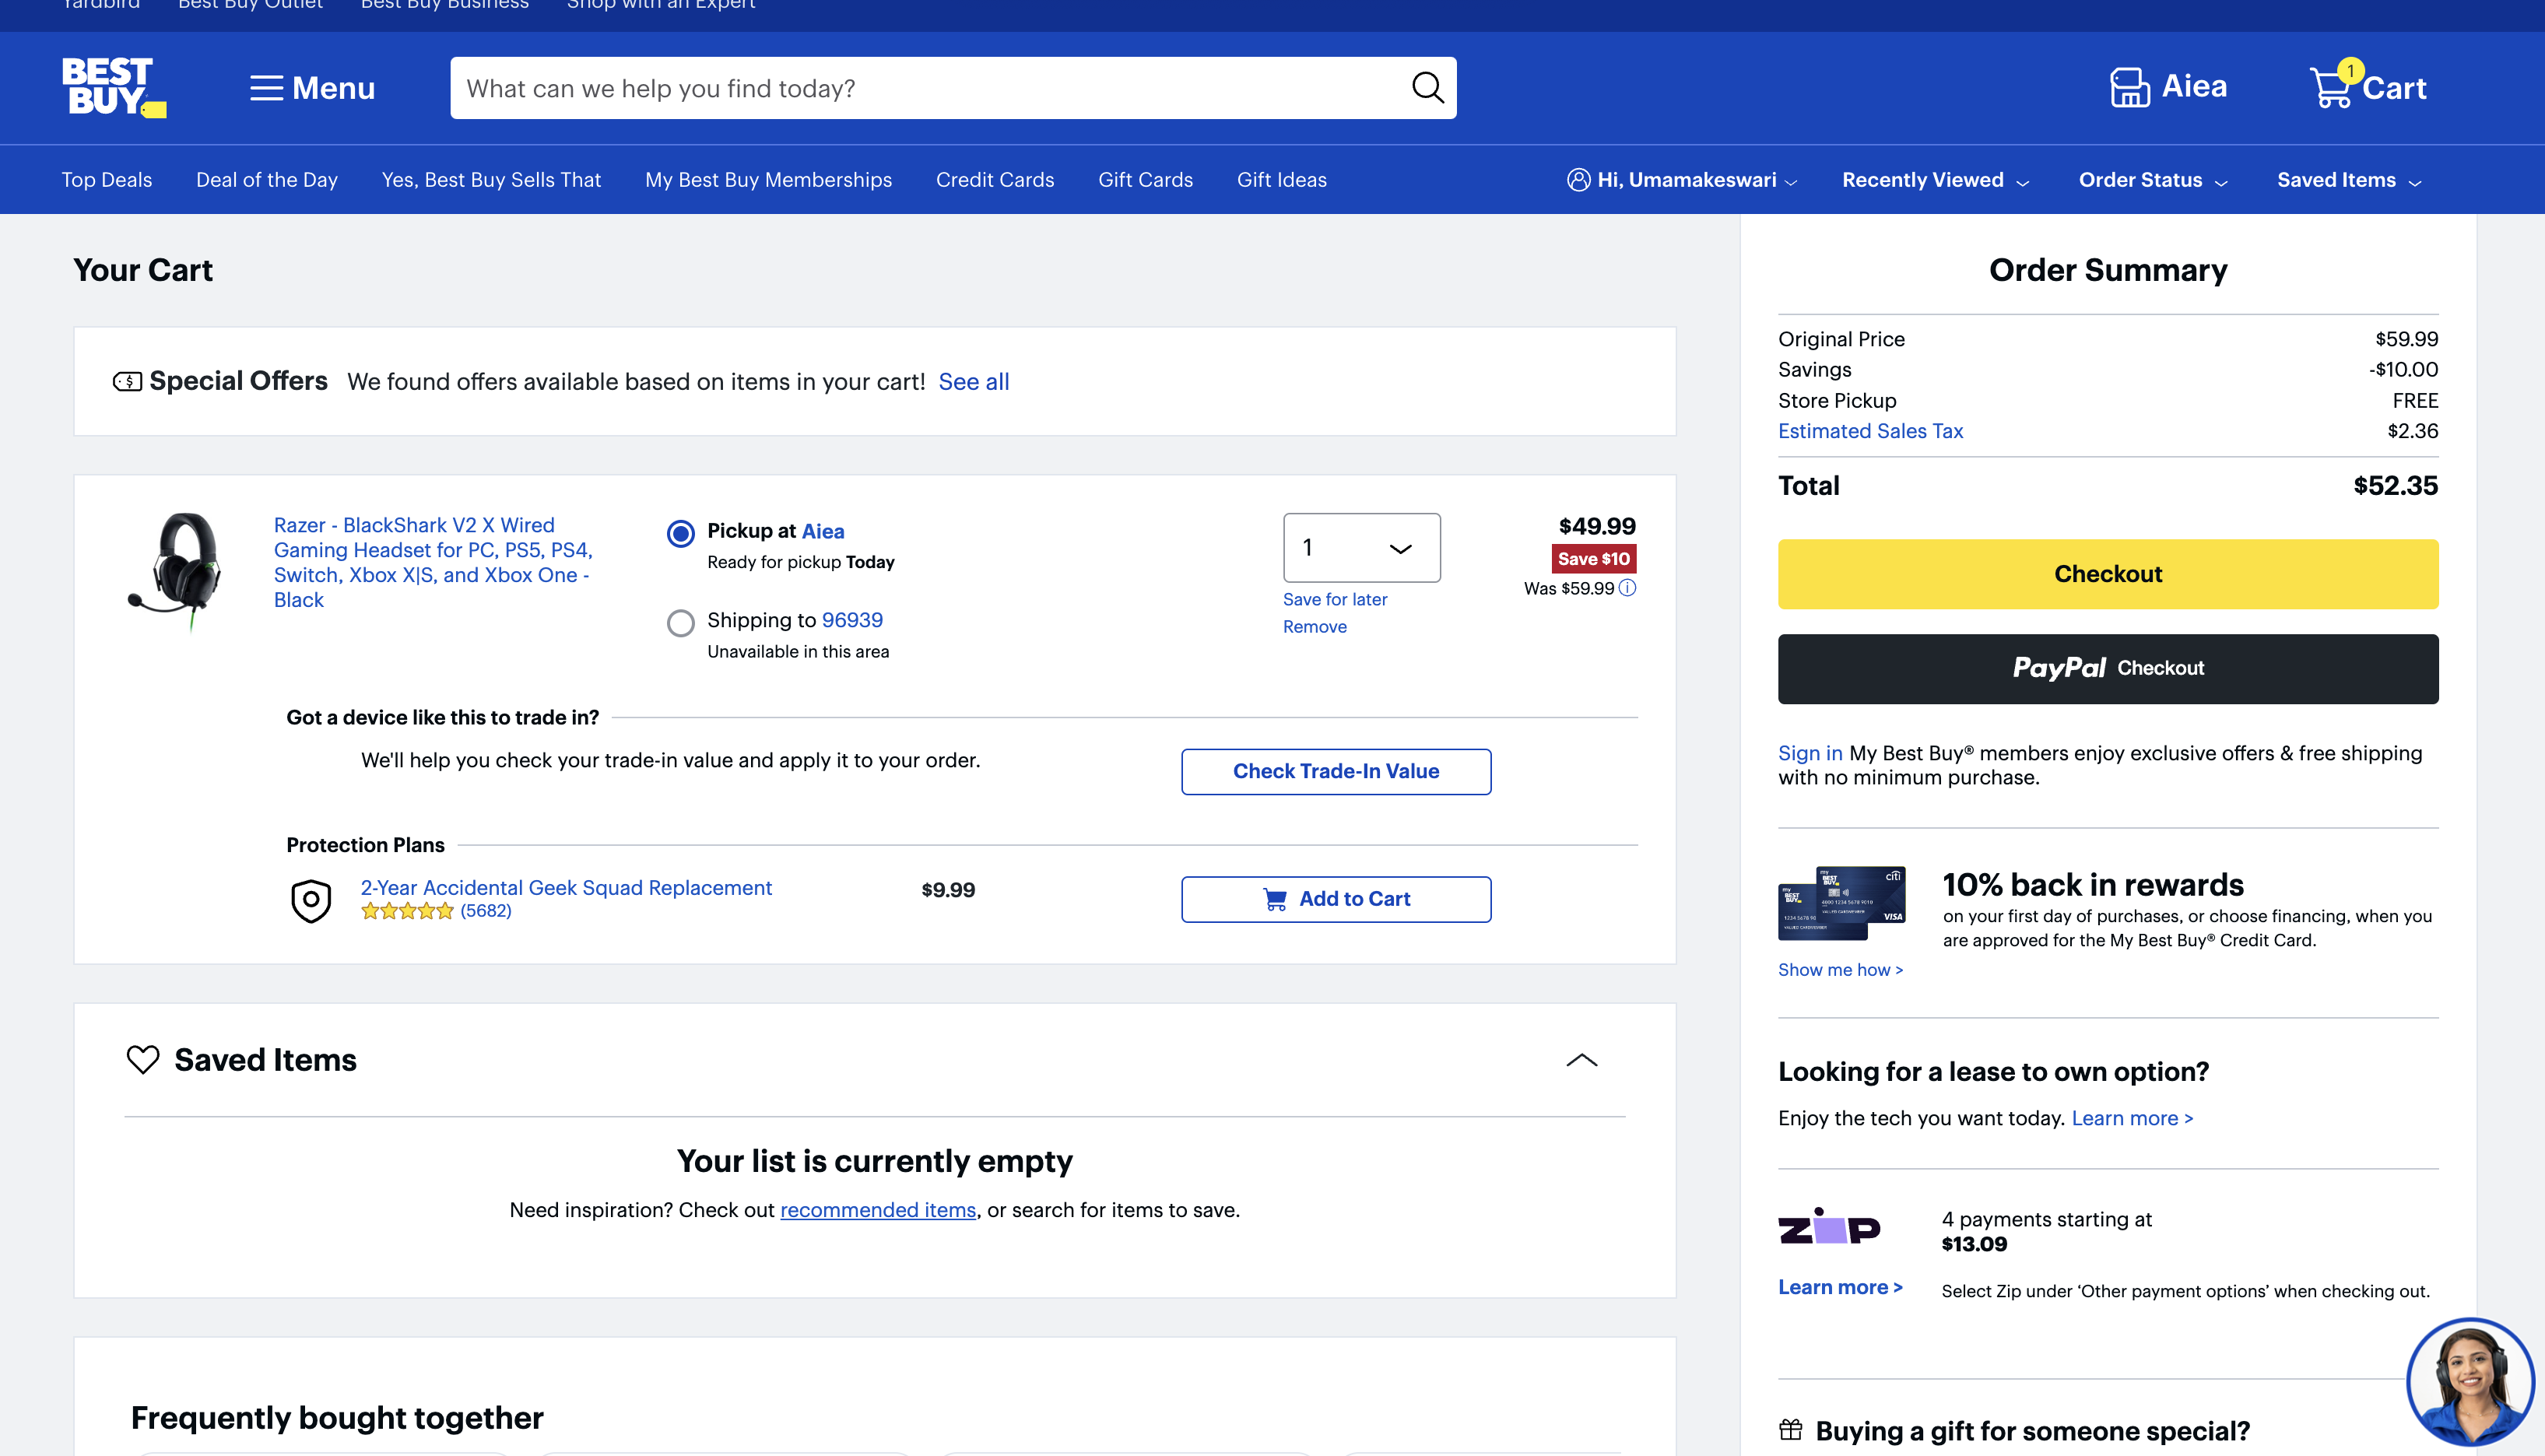 Yardbird Best Buy Outlet Best Buy Business Shop with an Expert
BEST
BUY
Menu
What can we help you find today?
Aiea
1
Cart
Top Deals Deal of the Day Yes, Best Buy Sells That My Best Buy Memberships Credit Cards Gift Cards Gift Ideas Hi, Umamakeswari Recently Viewed Order Status Saved Items
Your Cart
Special Offers We found offers available based on items in your cart! See all
Razer - BlackShark V2 X Wired
Gaming Headset for PC, PS5, PS4,
Switch, Xbox X|S, and Xbox One -
Black
Pickup at Aiea
Ready for pickup Today
Shipping to 96939
Unavailable in this area
1
Save for later
Remove
$49.99
Save $10
Was $59.99
Got a device like this to trade in?
We'll help you check your trade-in value and apply it to your order.
Check Trade-In Value
Protection Plans
2-Year Accidental Geek Squad Replacement
(5682)
$9.99
Add to Cart
Saved Items
Your list is currently empty
Need inspiration? Check out recommended items, or search for items to save.
Frequently bought together
Order Summary
Original Price $59.99
Savings -$10.00
Store Pickup FREE
Estimated Sales Tax $2.36
Total $52.35
Checkout
PayPal Checkout
Sign in My Best Buy® members enjoy exclusive offers & free shipping
with no minimum purchase.
my
BEST
BUY
citi
4000 1234 5678 9010
VISA
10% back in rewards
on your first day of purchases, or choose financing, when you
are approved for the My Best Buy® Credit Card.
Show me how >
Looking for a lease to own option?
Enjoy the tech you want today. Learn more >
zip
4 payments starting at
$13.09
Learn more >
Select Zip under ‘Other payment options’ when checking out.
Buying a gift for someone special?